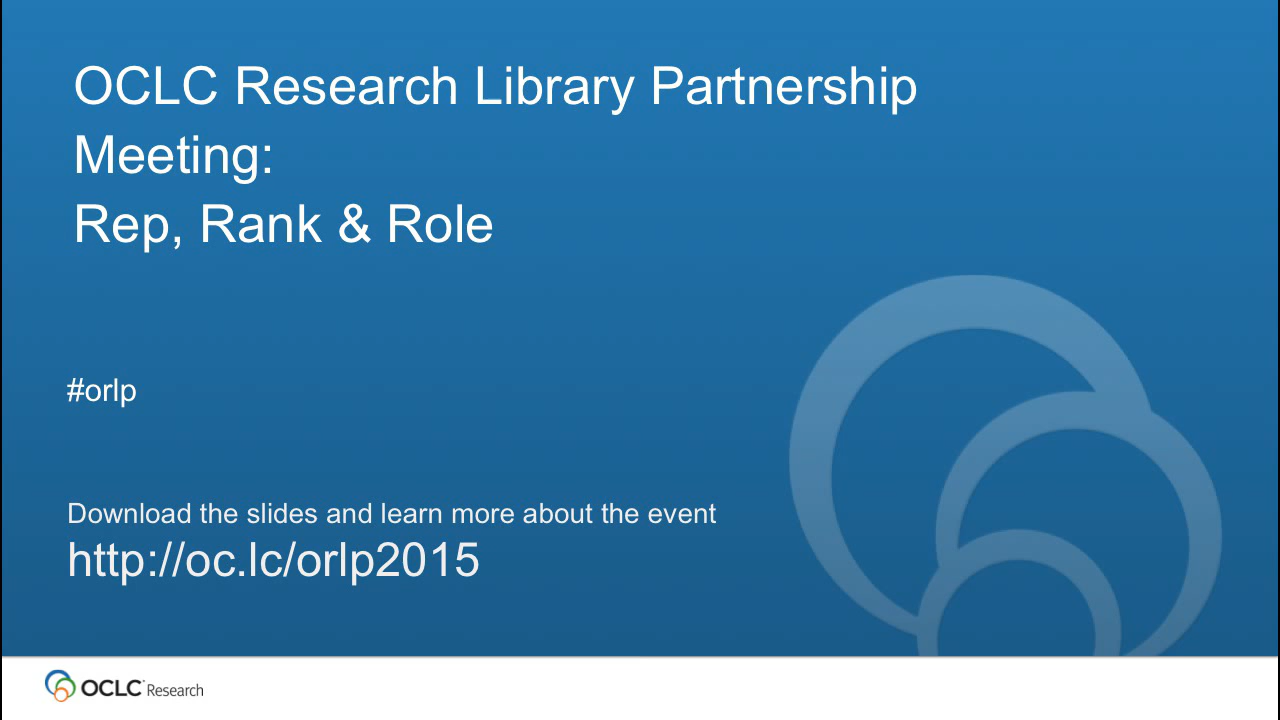 OCLC Research Library Partnership
Meeting:
Rep, Rank & Role
#orlp
Download the slides and learn more about the event
http://oc.lc/orlp2015
OCLC Research